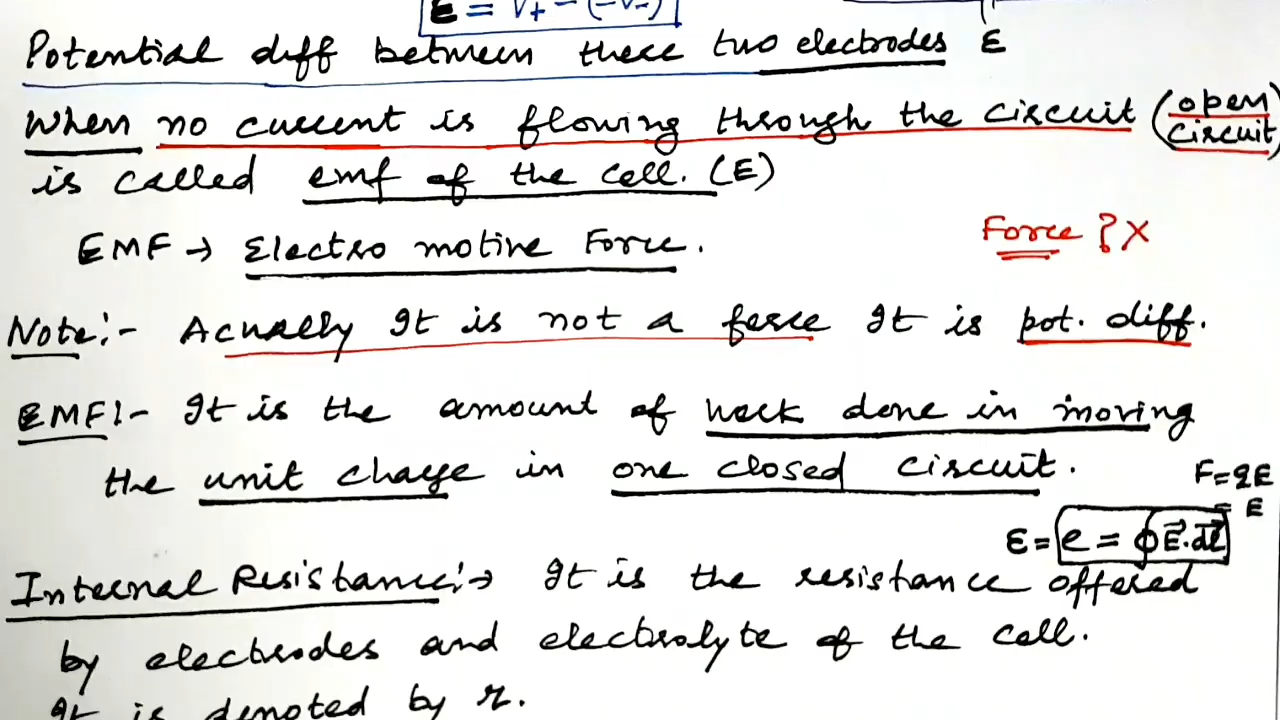 ε = V+ - (-V-)
Potential diff between these two electrodes ε
When no current is flowing through the circuit (open circuit)
is called emf of the cell. (E)
EMF → Electro motive Force.
Force ? X
Note:- Acually It is not a force It is pot. diff.
EMF:- It is the amount of work done in moving
the unit charge in one closed circuit.
F = qE
= E
ε = e = ∮ E⃗.dl⃗
Internal Resistance:→ It is the resistance offered
by electrodes and electrolyte of the cell.
It is denoted by r.